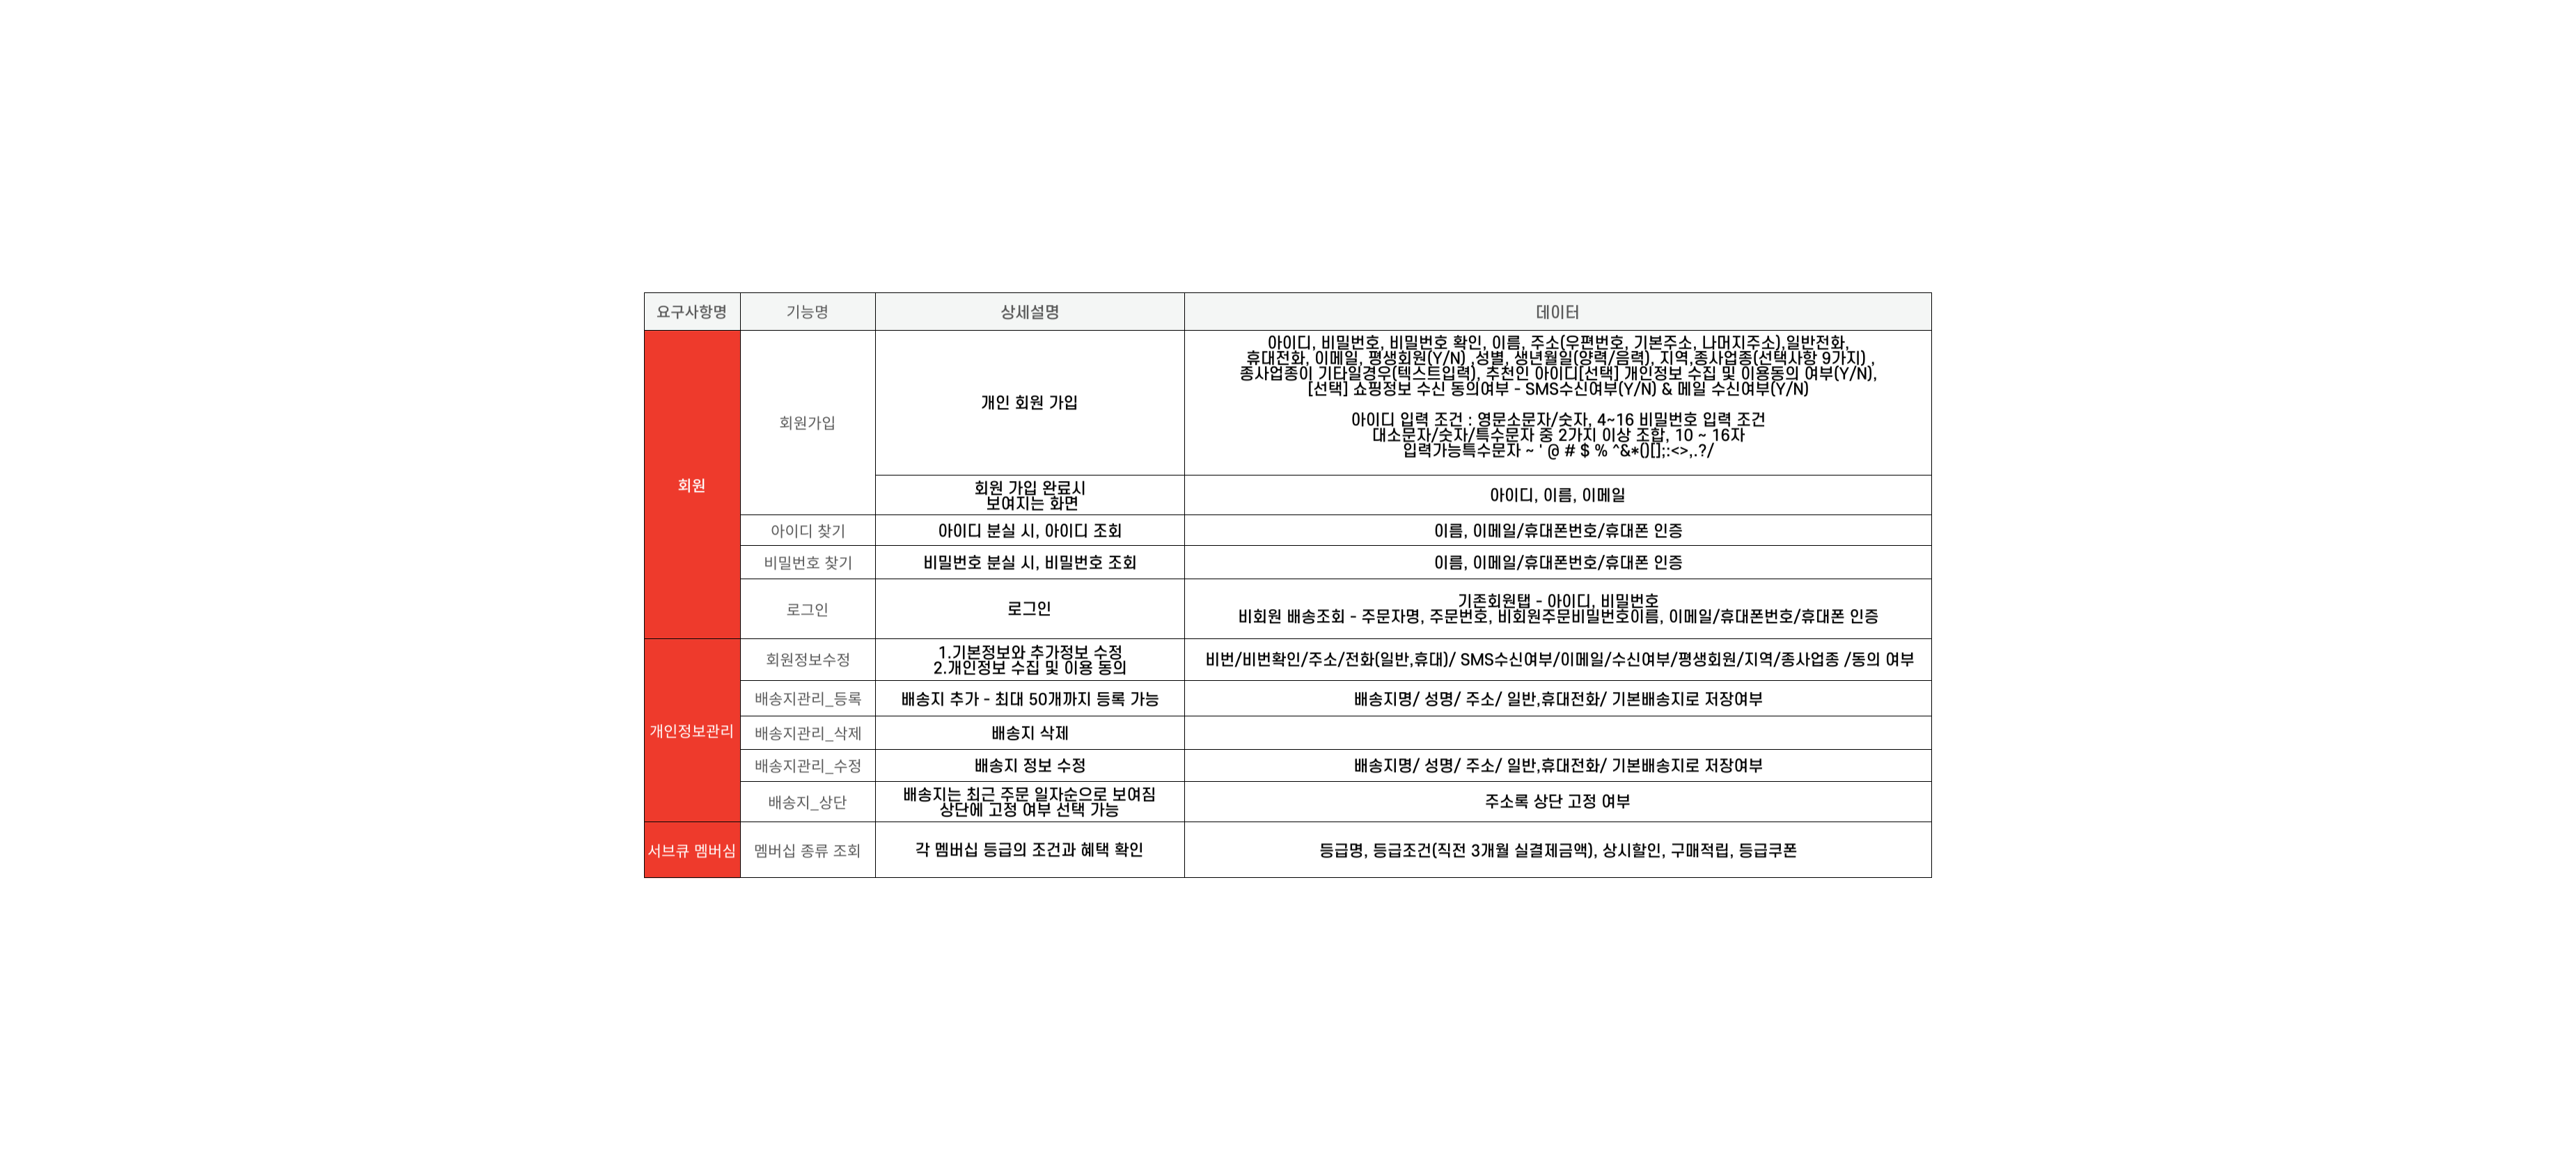 요구사항명 기능명 상세설명 데이터
회원
회원가입
개인 회원 가입
아이디, 비밀번호, 비밀번호 확인, 이름, 주소(우편번호, 기본주소, 나머지주소),일반전화,
휴대전화, 이메일, 평생회원(Y/N) ,성별, 생년월일(양력/음력), 지역,종사업종(선택사항 9가지) ,
종사업종이 기타일경우(텍스트입력), 추천인 아이디[선택] 개인정보 수집 및 이용동의 여부(Y/N),
[선택] 쇼핑정보 수신 동의여부 - SMS수신여부(Y/N) & 메일 수신여부(Y/N)
아이디 입력 조건 : 영문소문자/숫자, 4~16 비밀번호 입력 조건
대소문자/숫자/특수문자 중 2가지 이상 조합, 10 ~ 16자
입력가능특수문자 ~ ' @ # $ % ^&*()[];:<>,.?/
회원 가입 완료시
보여지는 화면
아이디, 이름, 이메일
아이디 찾기 아이디 분실 시, 아이디 조회 이름, 이메일/휴대폰번호/휴대폰 인증
비밀번호 찾기 비밀번호 분실 시, 비밀번호 조회 이름, 이메일/휴대폰번호/휴대폰 인증
로그인 로그인
기존회원탭 - 아이디, 비밀번호
비회원 배송조회 - 주문자명, 주문번호, 비회원주문비밀번호이름, 이메일/휴대폰번호/휴대폰 인증
개인정보관리
회원정보수정
1.기본정보와 추가정보 수정
2.개인정보 수집 및 이용 동의
비번/비번확인/주소/전화(일반,휴대)/ SMS수신여부/이메일/수신여부/평생회원/지역/종사업종 /동의 여부
배송지관리_등록 배송지 추가 - 최대 50개까지 등록 가능 배송지명/ 성명/ 주소/ 일반,휴대전화/ 기본배송지로 저장여부
배송지관리_삭제 배송지 삭제
배송지관리_수정 배송지 정보 수정 배송지명/ 성명/ 주소/ 일반,휴대전화/ 기본배송지로 저장여부
배송지_상단
배송지는 최근 주문 일자순으로 보여짐
상단에 고정 여부 선택 가능
주소록 상단 고정 여부
서브큐 멤버심 멤버십 종류 조회 각 멤버십 등급의 조건과 혜택 확인 등급명, 등급조건(직전 3개월 실결제금액), 상시할인, 구매적립, 등급쿠폰